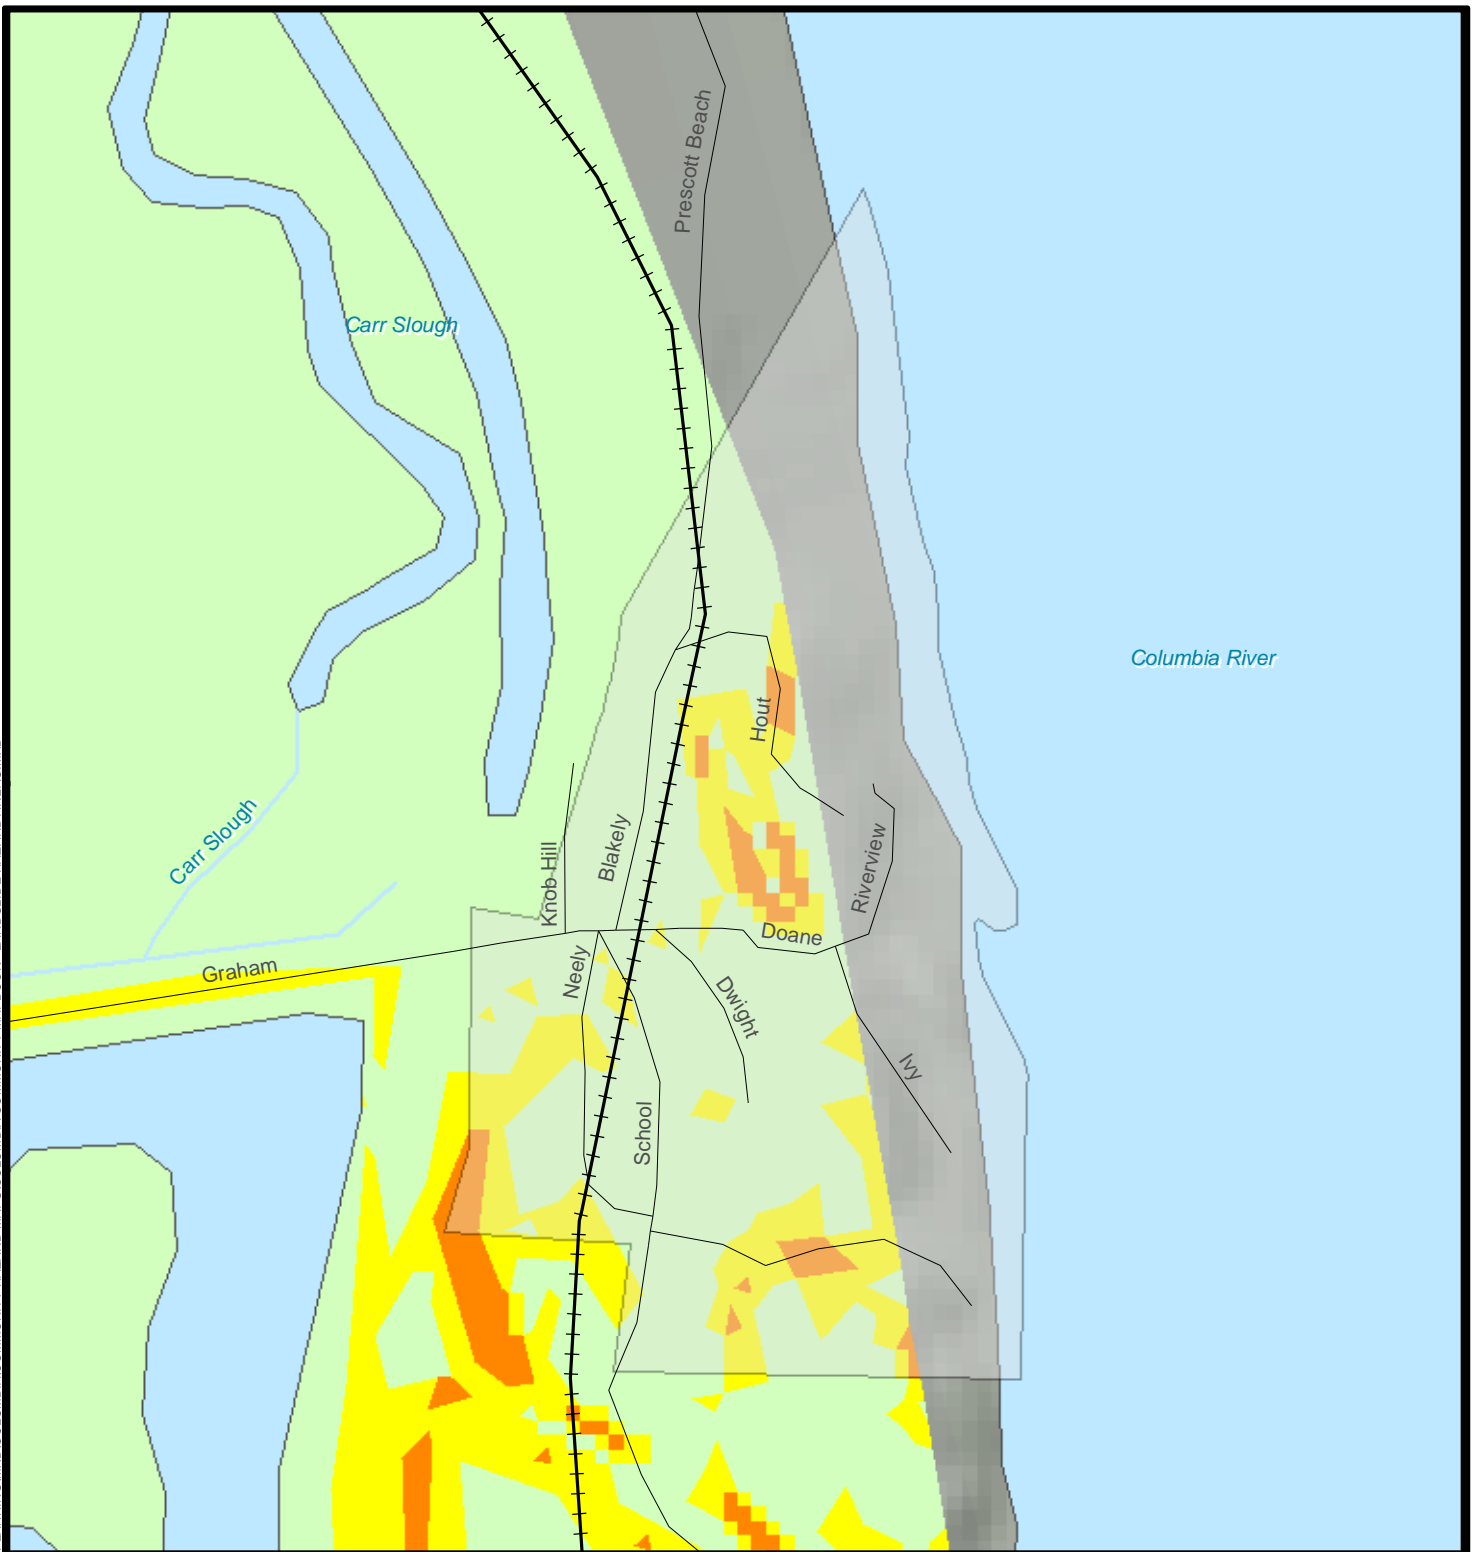 Prescott Beach
Carr Slough
Columbia River
Hout
Carr Slough
Knob Hill
Blakely
Riverview
Doane
Graham
Neely
Dwight
Ivy
School